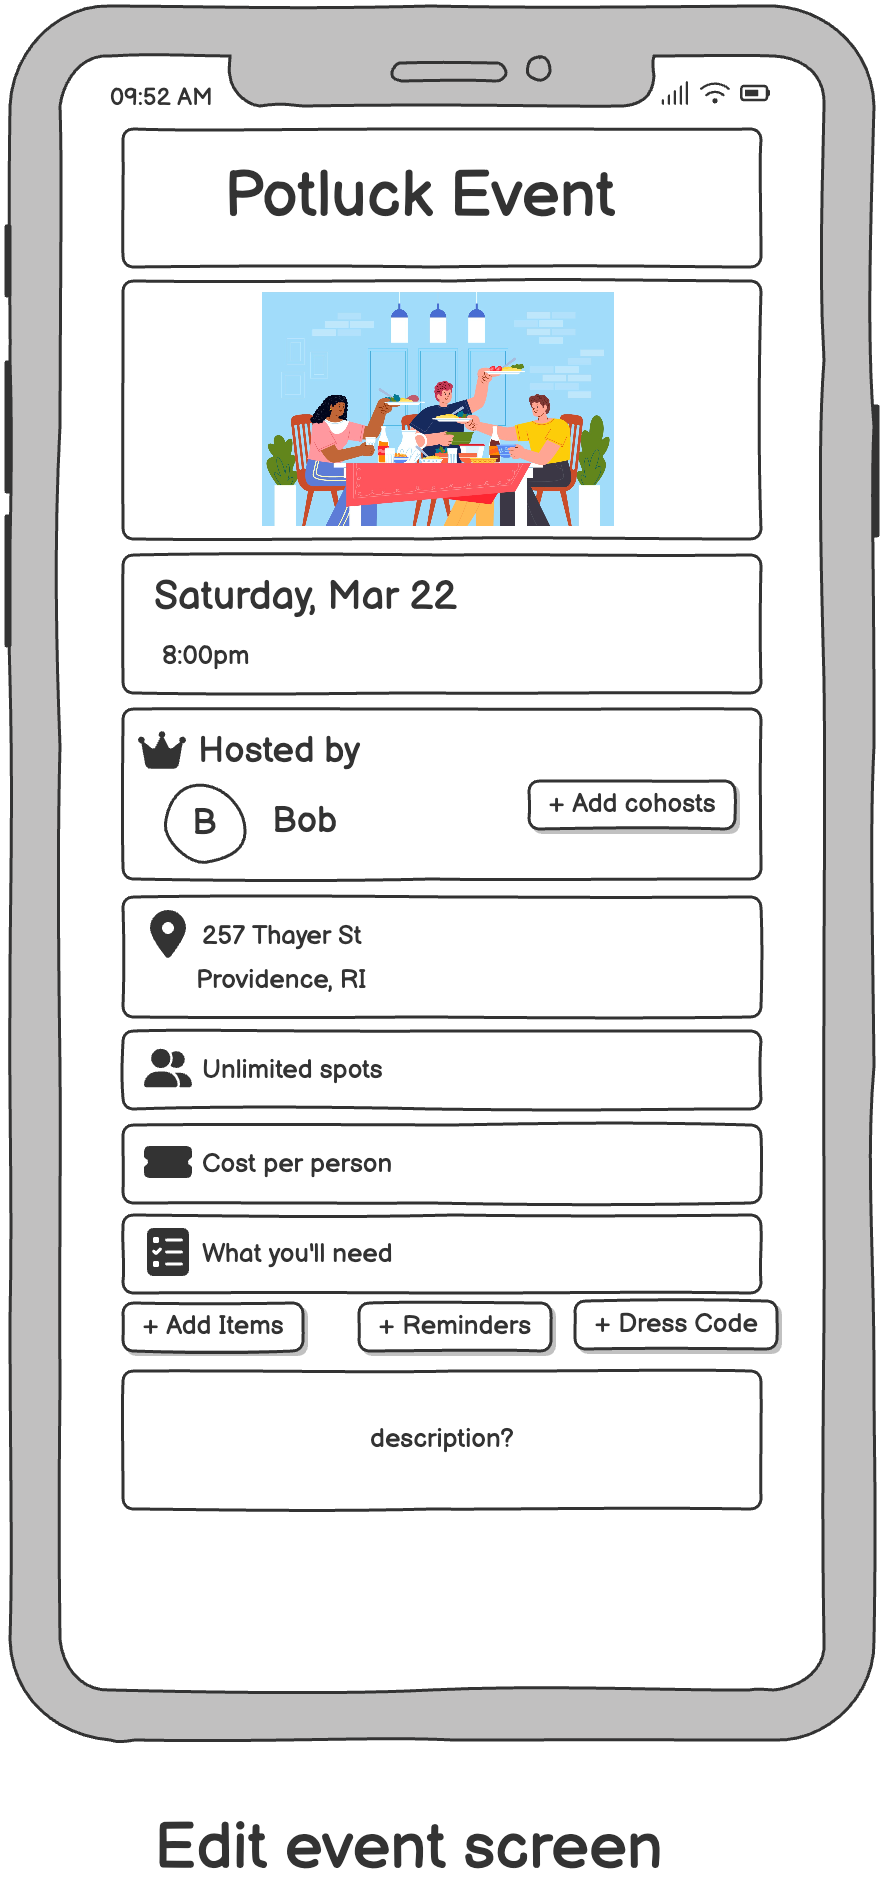 09:52 AM
Potluck Event
Saturday, Mar 22
8:00pm
Hosted by
B
Bob
+ Add cohosts
257 Thayer St
Providence, RI
Unlimited spots
Cost per person
What you'll need
+ Add Items
+ Reminders
+ Dress Code
description?
Edit event screen